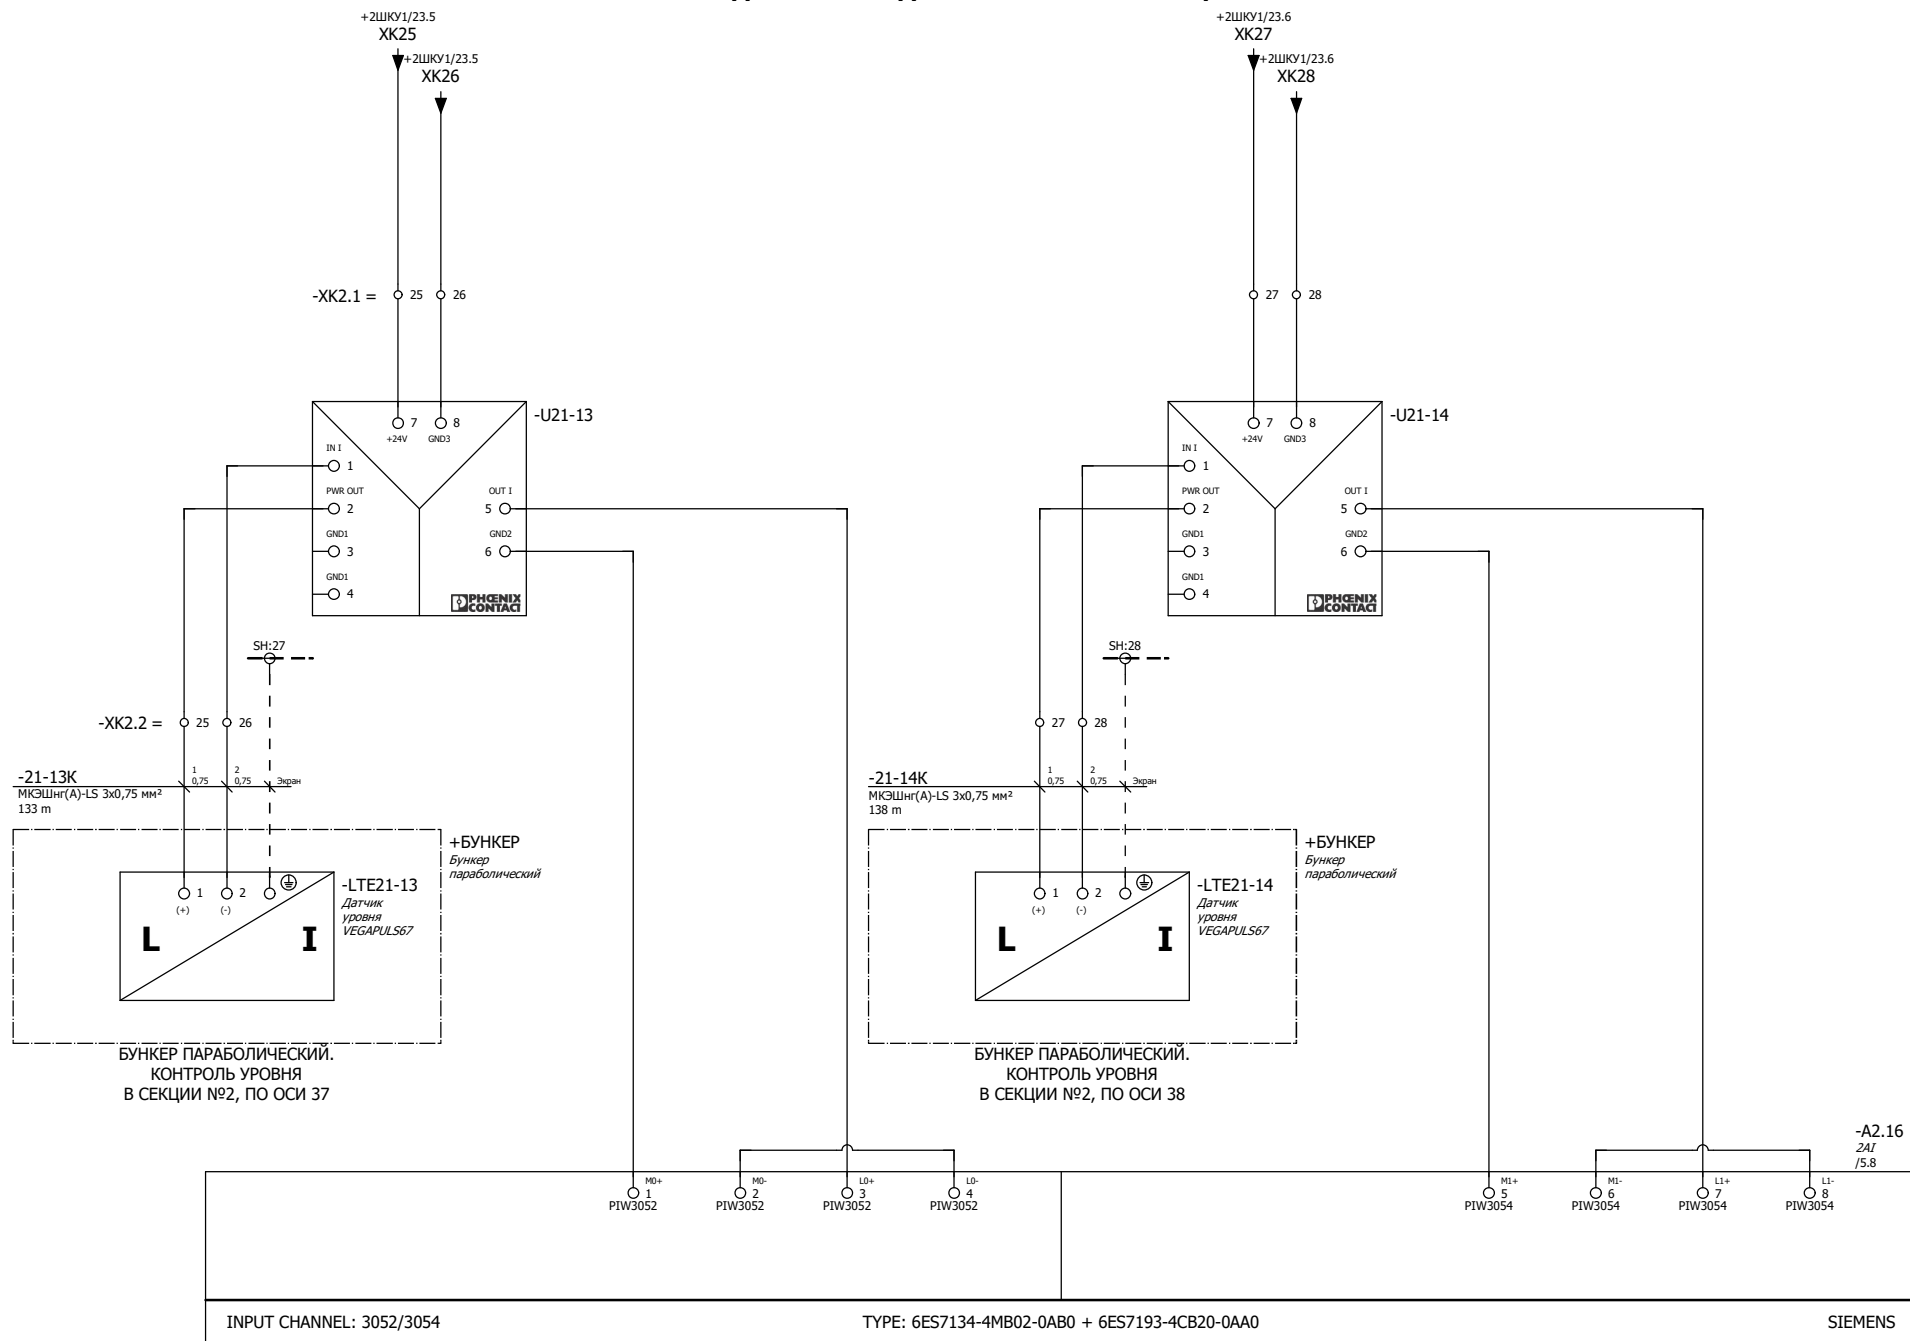 +2ШКУ1/23.5
XK25
+2ШКУ1/23.5
XK26
+2ШКУ1/23.6
XK27
+2ШКУ1/23.6
XK28
-XK2.1 =
25
26
27
28
-U21-13
7
8
+24V
GND3
IN I
1
PWR OUT
2
GND1
3
GND1
4
OUT I
5
GND2
6
PHŒNIX
CONTACT
-U21-14
7
8
+24V
GND3
IN I
1
PWR OUT
2
GND1
3
GND1
4
OUT I
5
GND2
6
PHŒNIX
CONTACT
SH:27
SH:28
-XK2.2 =
25
26
27
28
-21-13K
МКЭШнг(А)-LS 3x0,75 мм²
133 m
1
0,75
2
0,75
Экран
-21-14K
МКЭШнг(А)-LS 3x0,75 мм²
138 m
1
0,75
2
0,75
Экран
+БУНКЕР
Бункер
параболический
1
2
(+)
(-)
L
I
-LTE21-13
Датчик
уровня
VEGAPULS67
+БУНКЕР
Бункер
параболический
1
2
(+)
(-)
L
I
-LTE21-14
Датчик
уровня
VEGAPULS67
БУНКЕР ПАРАБОЛИЧЕСКИЙ.
КОНТРОЛЬ УРОВНЯ
В СЕКЦИИ №2, ПО ОСИ 37
БУНКЕР ПАРАБОЛИЧЕСКИЙ.
КОНТРОЛЬ УРОВНЯ
В СЕКЦИИ №2, ПО ОСИ 38
-A2.16
2AI
/5.8
M0+
1
PIW3052
M0-
2
PIW3052
L0+
3
PIW3052
L0-
4
PIW3052
M1+
5
PIW3054
M1-
6
PIW3054
L1+
7
PIW3054
L1-
8
PIW3054
INPUT CHANNEL: 3052/3054
TYPE: 6ES7134-4MB02-0AB0 + 6ES7193-4CB20-0AA0
SIEMENS